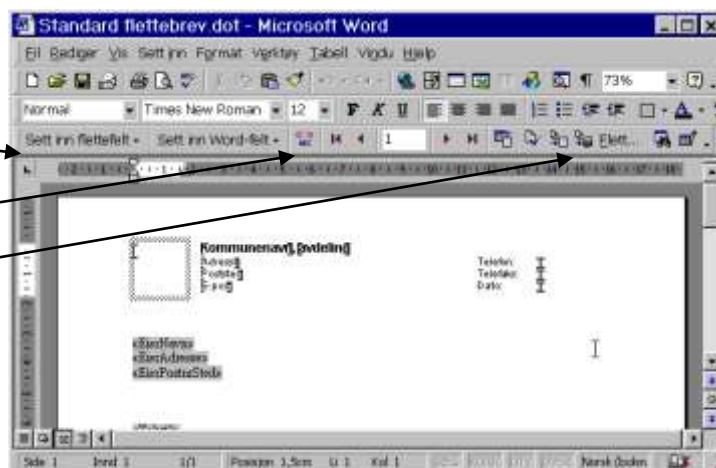 Standard flettebrev.dot - Microsoft Word
Fil Rediger Vis Sett inn Format Verktøy Tabell Vindu Hjelp
73%
Normal Times New Roman 12 F K U
Sett inn flettefelt Sett inn Word-felt 1 Flett...
Kommunenavn, [avdeling]
Adresse
Poststed
E-post
Telefon:
Telefaks:
Dato:
«EierNavn»
«EierAdresse»
«EierPostnrSted»
Side 1 Innd 1 1/1 Posisjon 1,5cm Li 1 Kol 1 Norsk (bokm